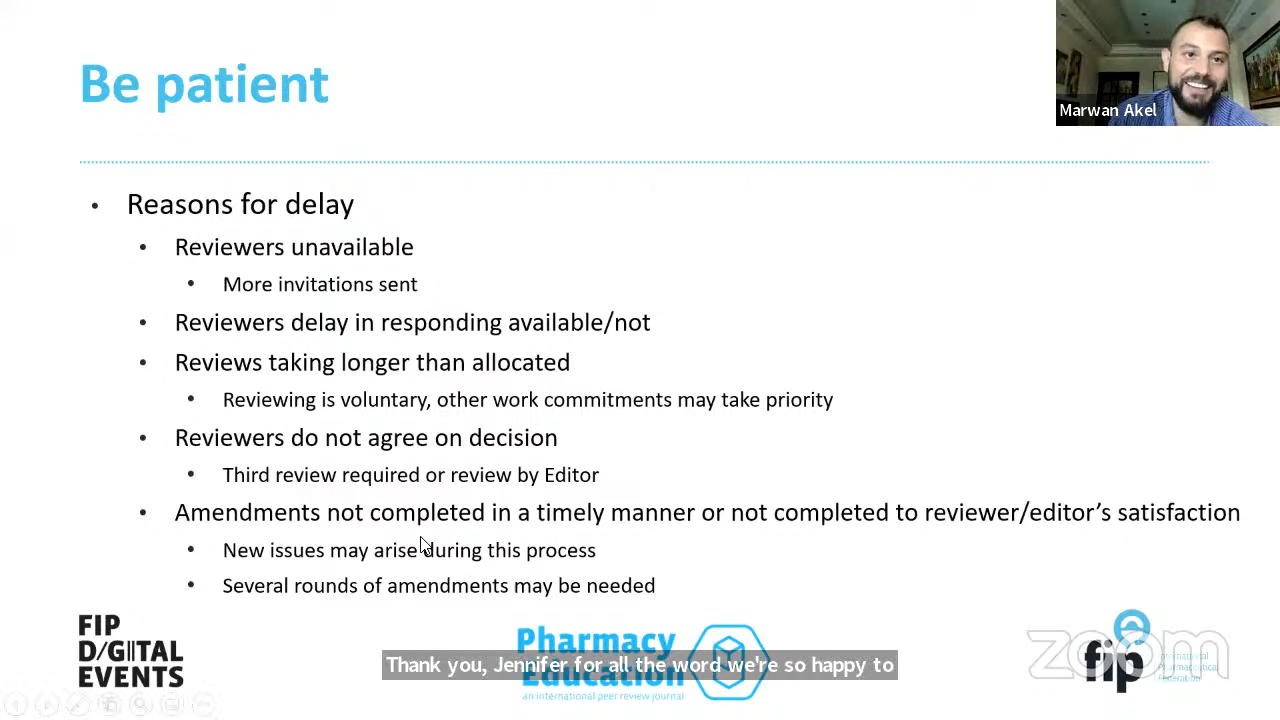 Be patient
Marwan Akel
• Reasons for delay
• Reviewers unavailable
• More invitations sent
• Reviewers delay in responding available/not
• Reviews taking longer than allocated
• Reviewing is voluntary, other work commitments may take priority
• Reviewers do not agree on decision
• Third review required or review by Editor
• Amendments not completed in a timely manner or not completed to reviewer/editor’s satisfaction
• New issues may arise during this process
• Several rounds of amendments may be needed
FIP
DIGITAL
EVENTS
Pharmacy
Education
an international peer review journal
Thank you, Jennifer for all the word we're so happy to
zoom
fip
International
Pharmaceutical
Federation